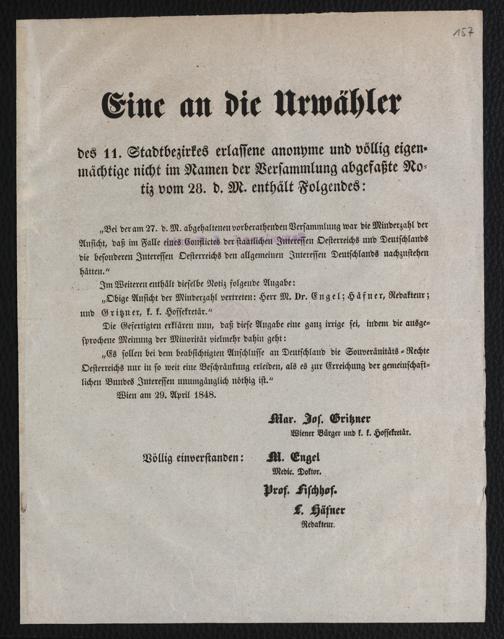 157
Eine an die Urwähler
des 11. Stadtbezirkes erlassene anonyme und völlig eigen-
mächtige nicht im Namen der Versammlung abgefaßte No-
tiz vom 28. d. M. enthält Folgendes:
„Bei der am 27. d. M. abgehaltenen vorberathenden Versammlung war die Minderzahl der
Ansicht, daß im Falle eines Conflictes der staatlichen Interessen Oesterreichs und Deutschlands
die besonderen Interessen Oesterreichs den allgemeinen Interessen Deutschlands nachzustehen
hätten.“
Im Weiteren enthält dieselbe Notiz folgende Angabe:
„Obige Ansicht der Minderzahl vertreten: Herr M. Dr. Engel; Häfner, Redakteur;
und Gritzner, k. k. Hofsekretär.“
Die Gefertigten erklären nun, daß diese Angabe eine ganz irrige sei, indem die ausge-
sprochene Meinung der Minorität vielmehr dahin geht:
„Es sollen bei dem beabsichtigten Anschlusse an Deutschland die Souveränitäts-Rechte
Oesterreichs nur in so weit eine Beschränkung erleiden, als es zur Erreichung der gemeinschaft-
lichen Bundes Interessen unumgänglich nöthig ist.“
Wien am 29. April 1848.
Mar. Jos. Gritzner
Wiener Bürger und k. k. Hofsekretär.
Völlig einverstanden: M. Engel
Medic. Doktor.
Prof. Fischhof.
L. Häfner
Redakteur.